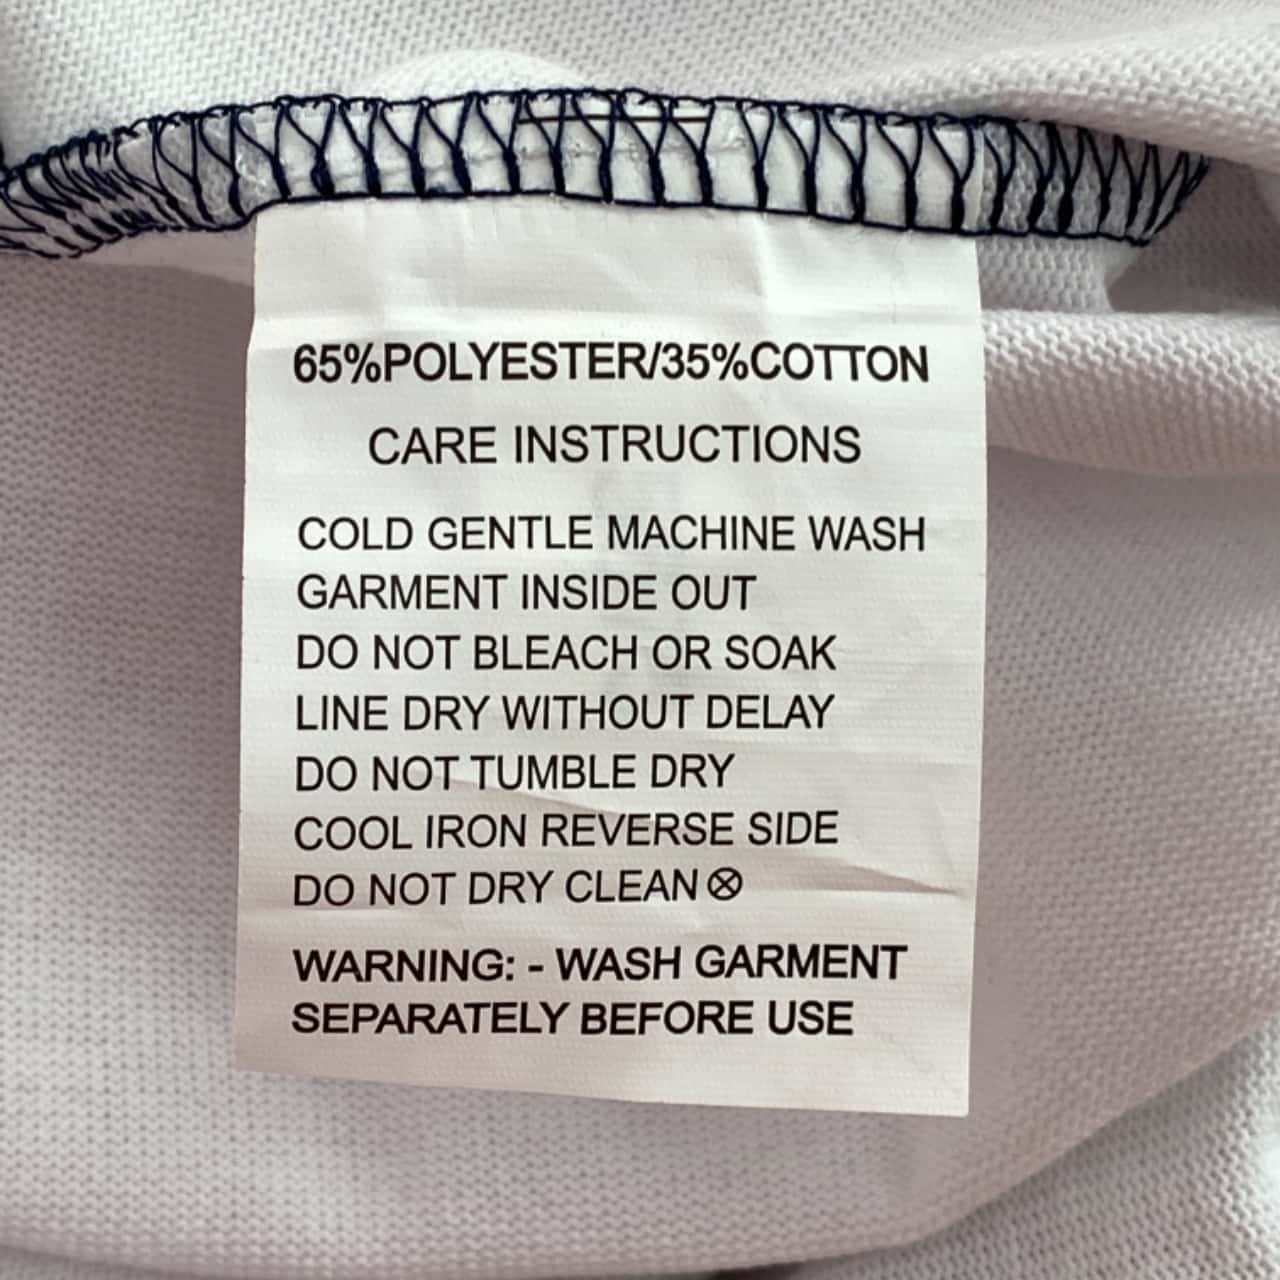 65%POLYESTER/35%COTTON
CARE INSTRUCTIONS
COLD GENTLE MACHINE WASH
GARMENT INSIDE OUT
DO NOT BLEACH OR SOAK
LINE DRY WITHOUT DELAY
DO NOT TUMBLE DRY
COOL IRON REVERSE SIDE
DO NOT DRY CLEAN
WARNING: - WASH GARMENT
SEPARATELY BEFORE USE